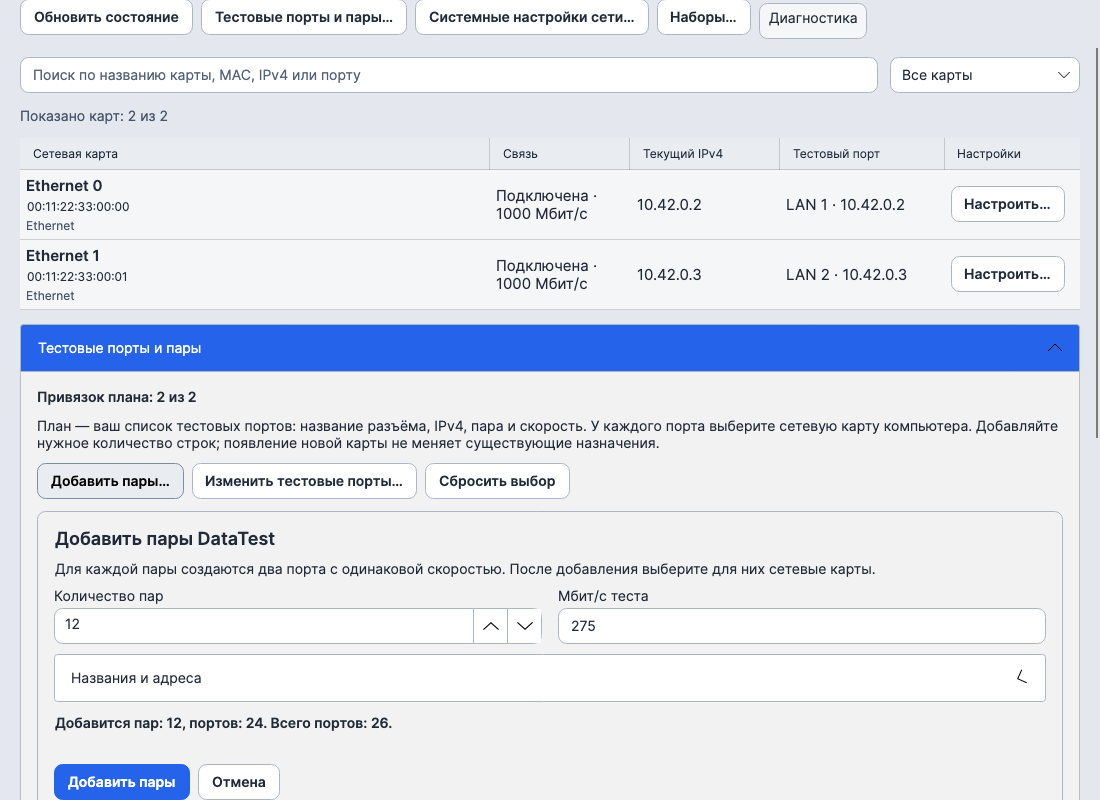 Обновить состояние
Тестовые порты и пары...
Системные настройки сети...
Наборы...
Диагностика
Поиск по названию карты, MAC, IPv4 или порту
Все карты
Показано карт: 2 из 2
Сетевая карта
Связь
Текущий IPv4
Тестовый порт
Настройки
Ethernet 0
00:11:22:33:00:00
Ethernet
Подключена ·
1000 Мбит/с
10.42.0.2
LAN 1 · 10.42.0.2
Настроить...
Ethernet 1
00:11:22:33:00:01
Ethernet
Подключена ·
1000 Мбит/с
10.42.0.3
LAN 2 · 10.42.0.3
Настроить...
Тестовые порты и пары
Привязок плана: 2 из 2
План — ваш список тестовых портов: название разъёма, IPv4, пара и скорость. У каждого порта выберите сетевую карту компьютера. Добавляйте
нужное количество строк; появление новой карты не меняет существующие назначения.
Добавить пары...
Изменить тестовые порты...
Сбросить выбор
Добавить пары DataTest
Для каждой пары создаются два порта с одинаковой скоростью. После добавления выберите для них сетевые карты.
Количество пар
Мбит/с теста
12
275
Названия и адреса
Добавится пар: 12, портов: 24. Всего портов: 26.
Добавить пары
Отмена